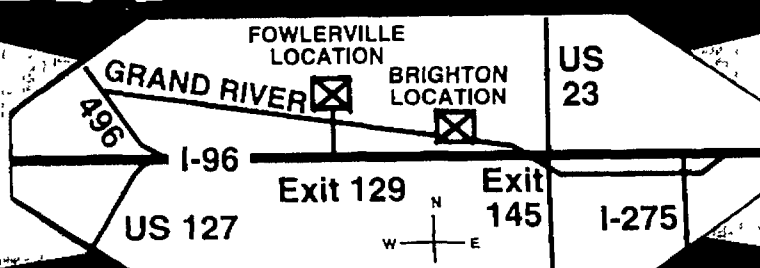 FOWLERVILLE
LOCATION
BRIGHTON
LOCATION
US
23
GRAND RIVER
496
I-96
Exit 129
Exit
145
I-275
US 127
N
W
E